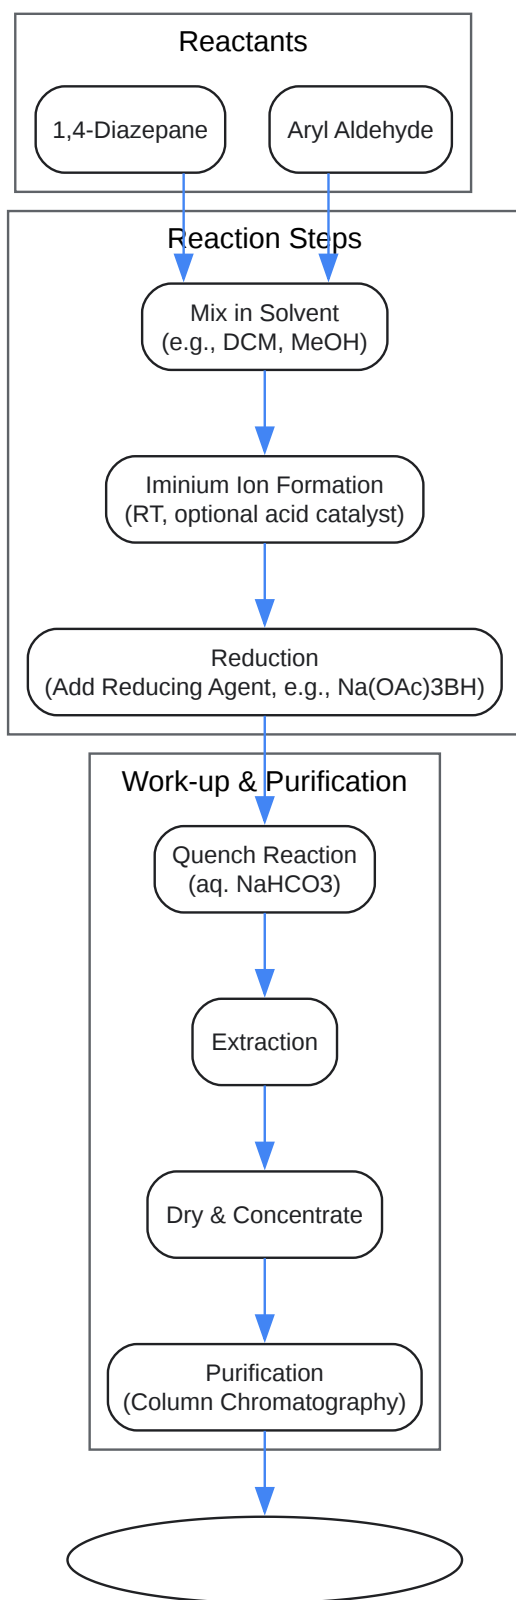 Reactants
1,4-Diazepane
Aryl Aldehyde
Reaction Steps
Mix in Solvent
(e.g., DCM, MeOH)
Iminium Ion Formation
(RT, optional acid catalyst)
Reduction
(Add Reducing Agent, e.g., Na(OAc)3BH)
Work-up & Purification
Quench Reaction
(aq. NaHCO3)
Extraction
Dry & Concentrate
Purification
(Column Chromatography)